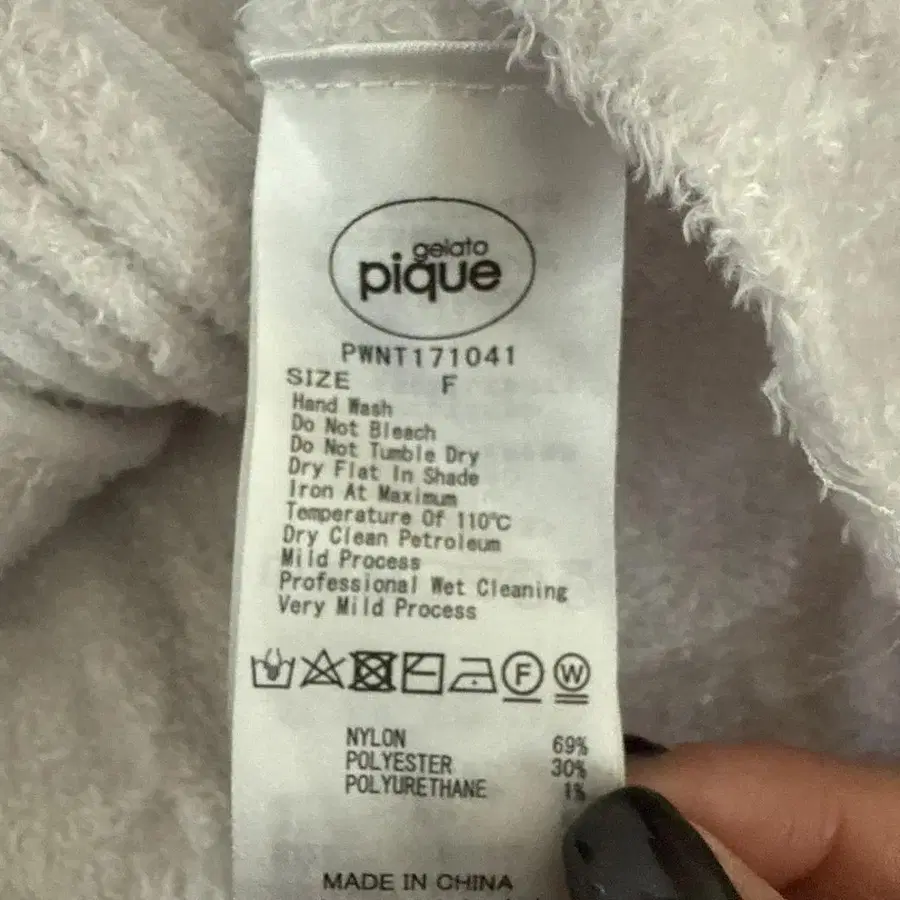 gelato
pique
PWNT171041
SIZE F
Hand Wash
Do Not Bleach
Do Not Tumble Dry
Dry Flat In Shade
Iron At Maximum
Temperature Of 110℃
Dry Clean Petroleum
Mild Process
Professional Wet Cleaning
Very Mild Process
F W
NYLON 69%
POLYESTER 30%
POLYURETHANE 1%
MADE IN CHINA